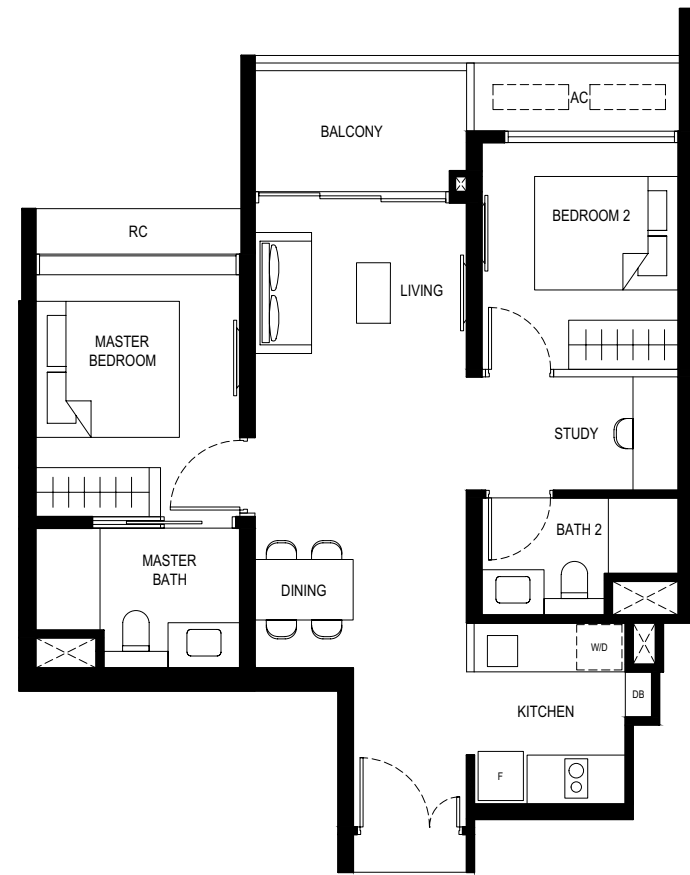 AC
BALCONY
BEDROOM 2
RC
LIVING
MASTER
BEDROOM
STUDY
BATH 2
MASTER
BATH
DINING
W/D
DB
KITCHEN
F